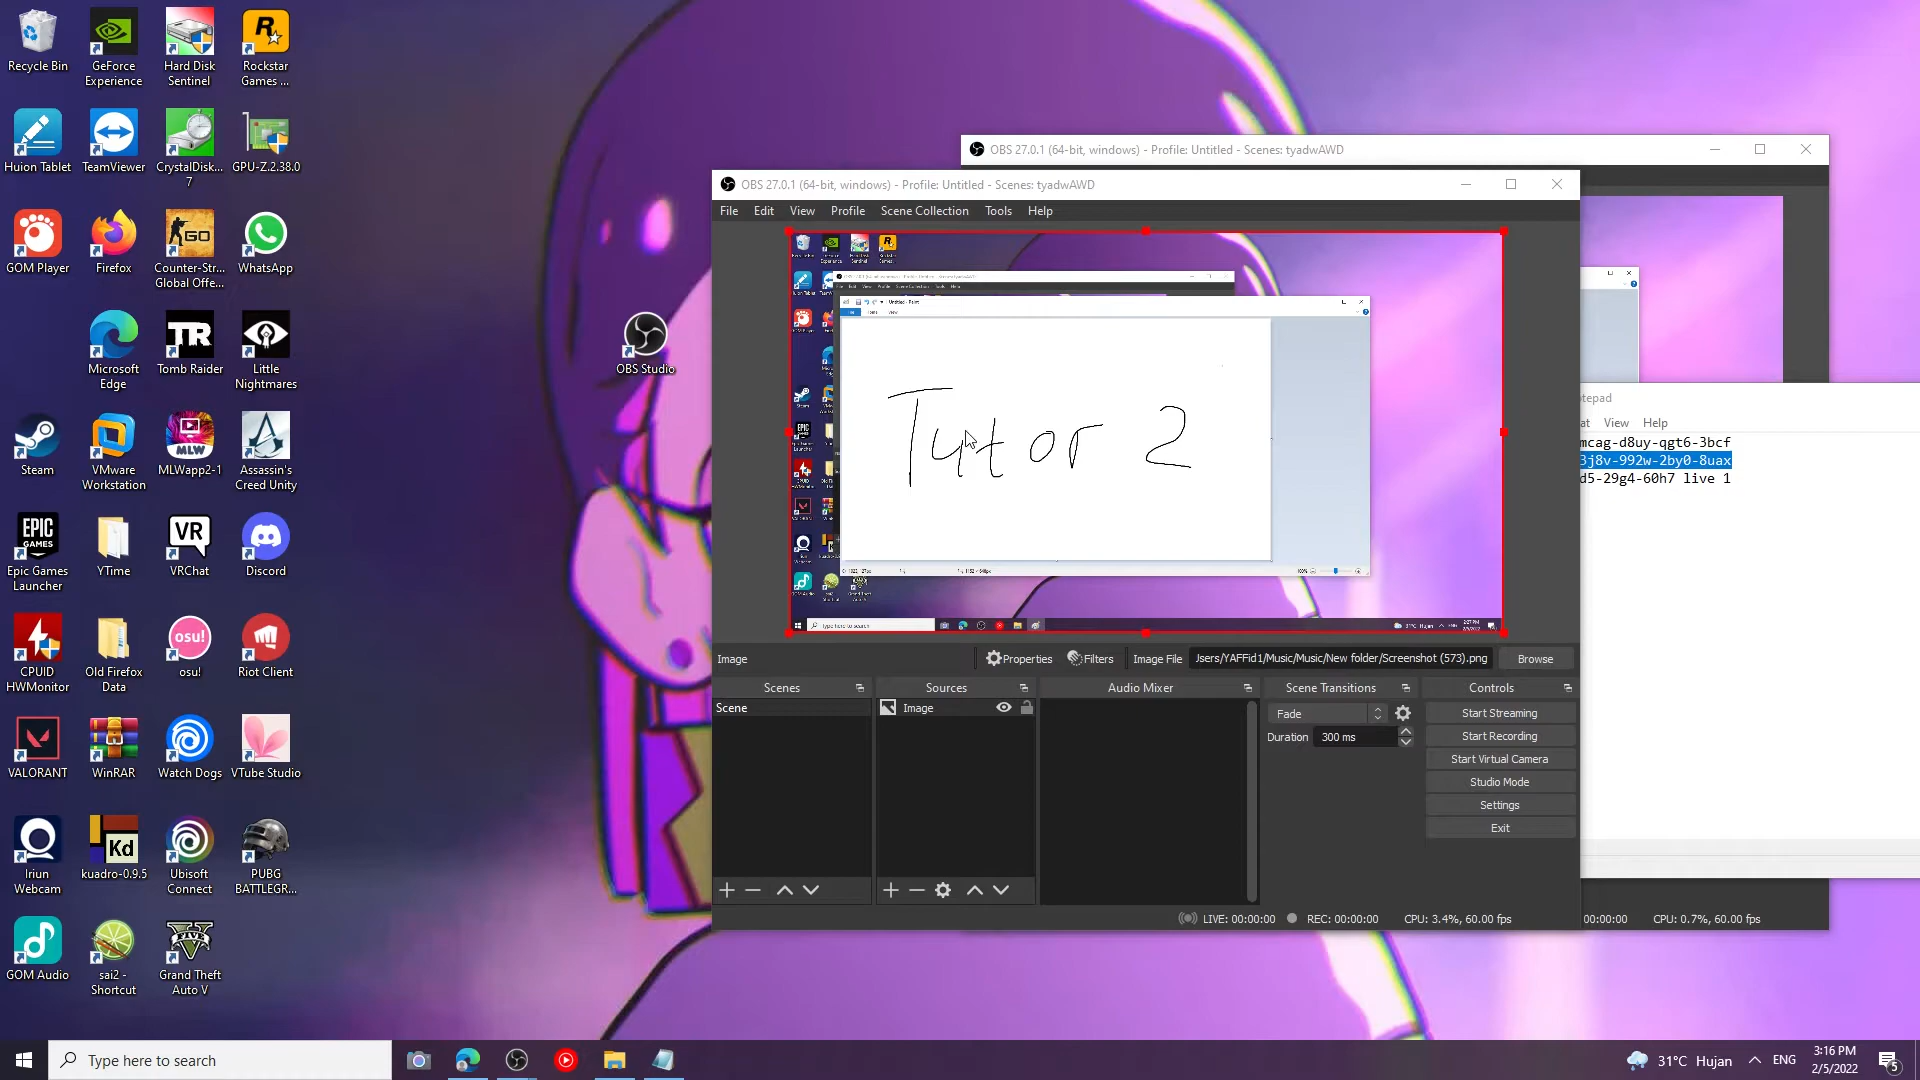 Recycle Bin
GeForce
Experience
Hard Disk
Sentinel
Rockstar
Games ...
Huion Tablet
TeamViewer
CrystalDisk...
7
GPU-Z.2.38.0
GOM Player
Firefox
Counter-Str...
Global Offe...
WhatsApp
Microsoft
Edge
Tomb Raider
Little
Nightmares
OBS Studio
Steam
VMware
Workstation
MLWapp2-1
Assassin's
Creed Unity
Epic Games
Launcher
YTime
VRChat
Discord
CPUID
HWMonitor
Old Firefox
Data
osu!
Riot Client
VALORANT
WinRAR
Watch Dogs
VTube Studio
Iriun
Webcam
kuadro-0.9.5
Ubisoft
Connect
PUBG
BATTLEGR...
GOM Audio
sai2 -
Shortcut
Grand Theft
Auto V
OBS 27.0.1 (64-bit, windows) - Profile: Untitled - Scenes: tyadwAWD
OBS 27.0.1 (64-bit, windows) - Profile: Untitled - Scenes: tyadwAWD
File Edit View Profile Scene Collection Tools Help
Tutor 2
Type here to search
Image
Properties
Filters
Image File
Jsers/YAFFid1/Music/Music/New folder/Screenshot (573).png
Browse
Scenes
Sources
Audio Mixer
Scene Transitions
Controls
Scene
Image
Fade
Duration 300 ms
Start Streaming
Start Recording
Start Virtual Camera
Studio Mode
Settings
Exit
LIVE: 00:00:00
REC: 00:00:00
CPU: 3.4%, 60.00 fps
00:00:00
CPU: 0.7%, 60.00 fps
otepad
at View Help
mcag-d8uy-qgt6-3bcf
3j8v-992w-2by0-8uax
d5-29g4-60h7 live 1
Type here to search
31°C Hujan
ENG
3:16 PM
2/5/2022
5